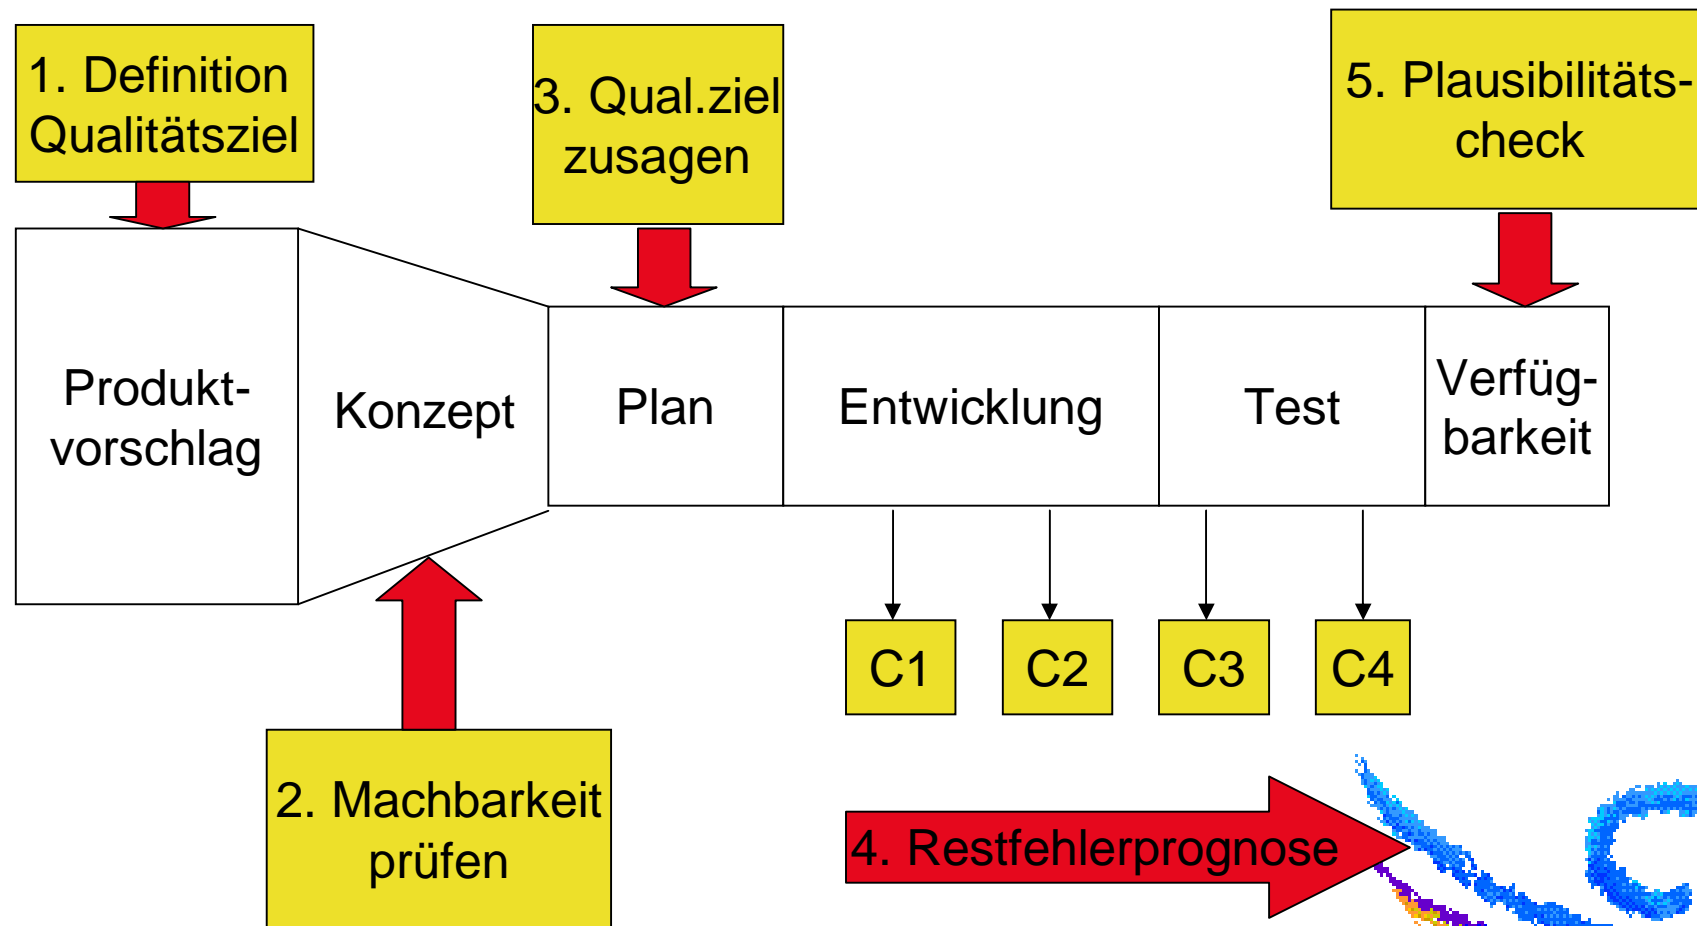 1. Definition
Qualitätsziel
3. Qual.ziel
zusagen
5. Plausibilitäts-
check
Produkt-
vorschlag
Konzept
Plan
Entwicklung
Test
Verfüg-
barkeit
C1
C2
C3
C4
2. Machbarkeit
prüfen
4. Restfehlerprognose